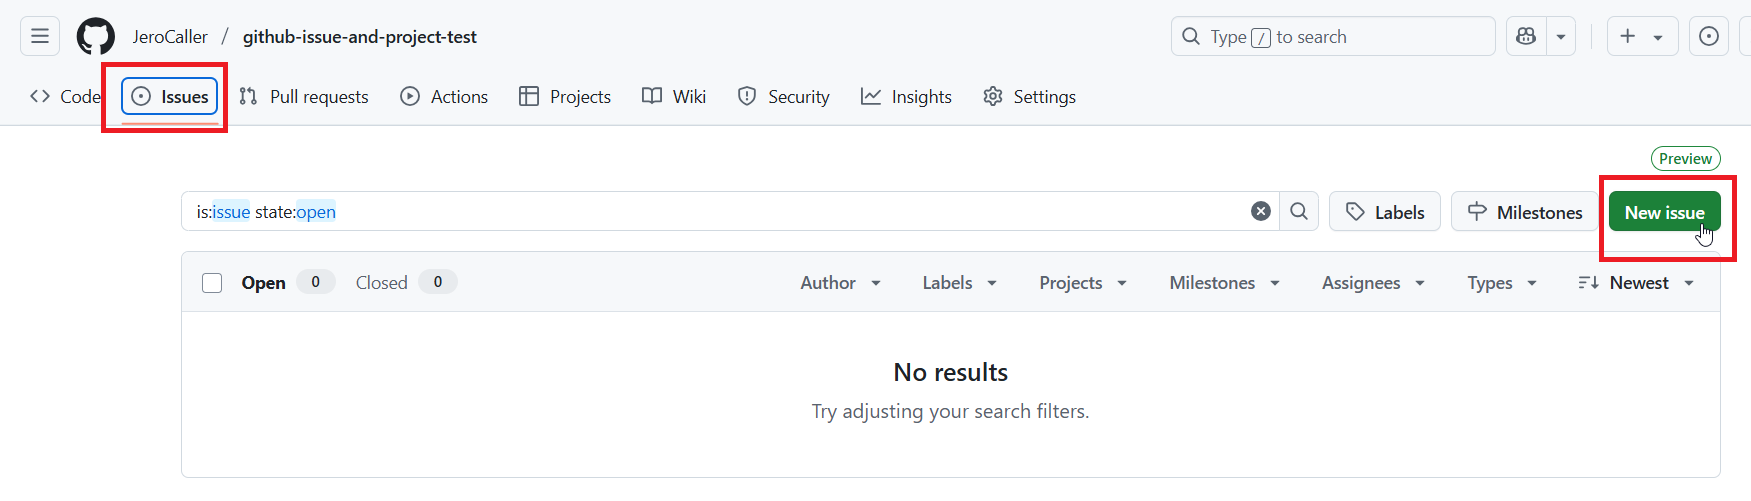 JeroCaller / github-issue-and-project-test Type / to search
Code Issues Pull requests Actions Projects Wiki Security Insights Settings
Preview
is:issue state:open Labels Milestones New issue
Open 0 Closed 0 Author Labels Projects Milestones Assignees Types Newest
No results
Try adjusting your search filters.